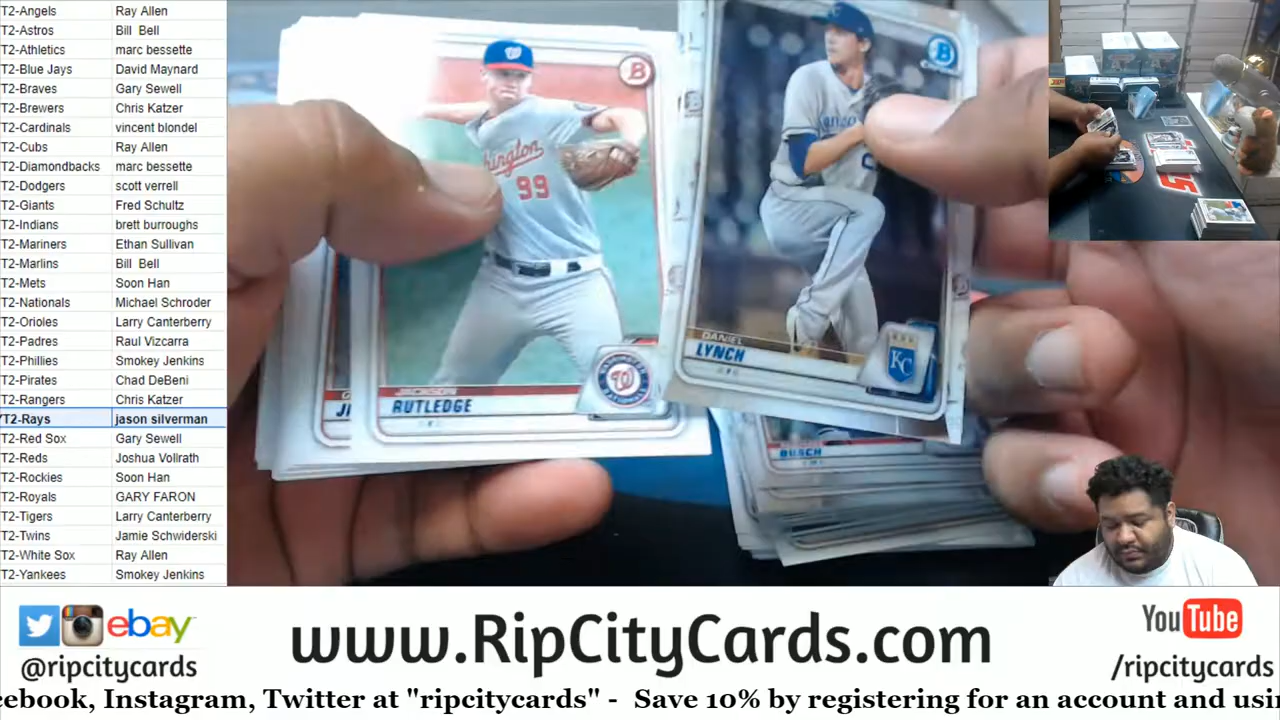 T2-Angels Ray Allen
T2-Astros Bill Bell
T2-Athletics marc bessette
T2-Blue Jays David Maynard
T2-Braves Gary Sewell
T2-Brewers Chris Katzer
T2-Cardinals vincent blondel
T2-Cubs Ray Allen
T2-Diamondbacks marc bessette
T2-Dodgers scott verrell
T2-Giants Fred Schultz
T2-Indians brett burroughs
T2-Mariners Ethan Sullivan
T2-Marlins Bill Bell
T2-Mets Soon Han
T2-Nationals Michael Schroder
T2-Orioles Larry Canterberry
T2-Padres Raul Vizcarra
T2-Phillies Smokey Jenkins
T2-Pirates Chad DeBeni
T2-Rangers Chris Katzer
T2-Rays jason silverman
T2-Red Sox Gary Sewell
T2-Reds Joshua Vollrath
T2-Rockies Soon Han
T2-Royals GARY FARON
T2-Tigers Larry Canterberry
T2-Twins Jamie Schwiderski
T2-White Sox Ray Allen
T2-Yankees Smokey Jenkins
W
B
ington
99
JACKSON
RUTLEDGE
W
B
DANIEL
LYNCH
KC
BUSCH
ebay
@ripcitycards
www.RipCityCards.com
YouTube
/ripcitycards
cebook, Instagram, Twitter at "ripcitycards" - Save 10% by registering for an account and usi